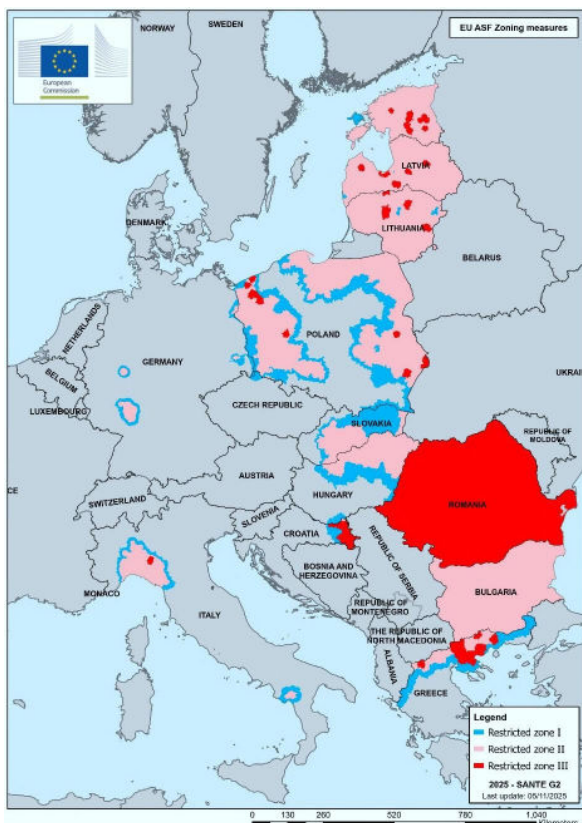 EU ASF Zoning measures
European
Commission
NORWAY
SWEDEN
LATVIA
DENMARK
LITHUANIA
BELARUS
NETHERLANDS
POLAND
GERMANY
BELGIUM
UKRAI
LUXEMBOURG
CZECH REPUBLIC
SLOVAKIA
REPUBLIC OF
MOLDOVA
CE
AUSTRIA
HUNGARY
SWITZERLAND
SLOVENIA
ROMANIA
CROATIA
BOSNIA AND
HERZEGOVINA
REPUBLIC OF SERBIA
BULGARIA
MONACO
ITALY
REPUBLIC OF
MONTENEGRO
THE REPUBLIC OF
NORTH MACEDONIA
ALBANIA
GREECE
Legend
Restricted zone I
Restricted zone II
Restricted zone III
2025 - SANTE G2
Last update: 05/11/2025
0 130 260 520 780 1,040
Kilometers